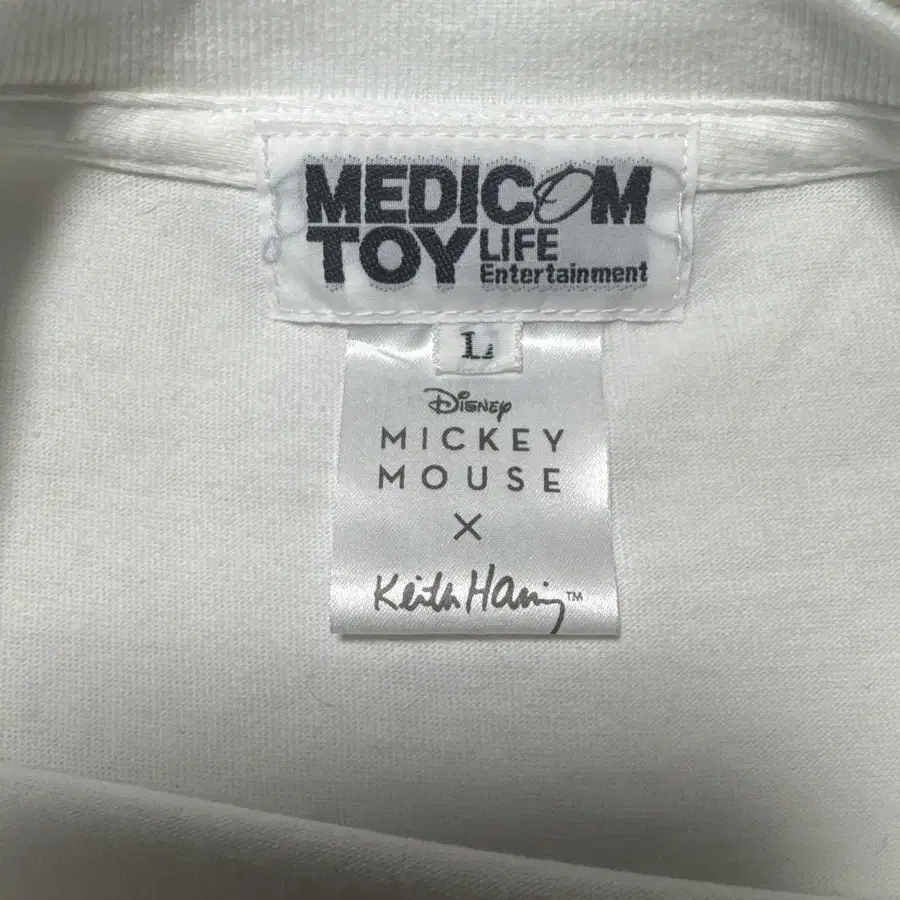 MEDICOM
TOY LIFE
Entertainment
L
Disney
MICKEY
MOUSE
×
Keith Haring™